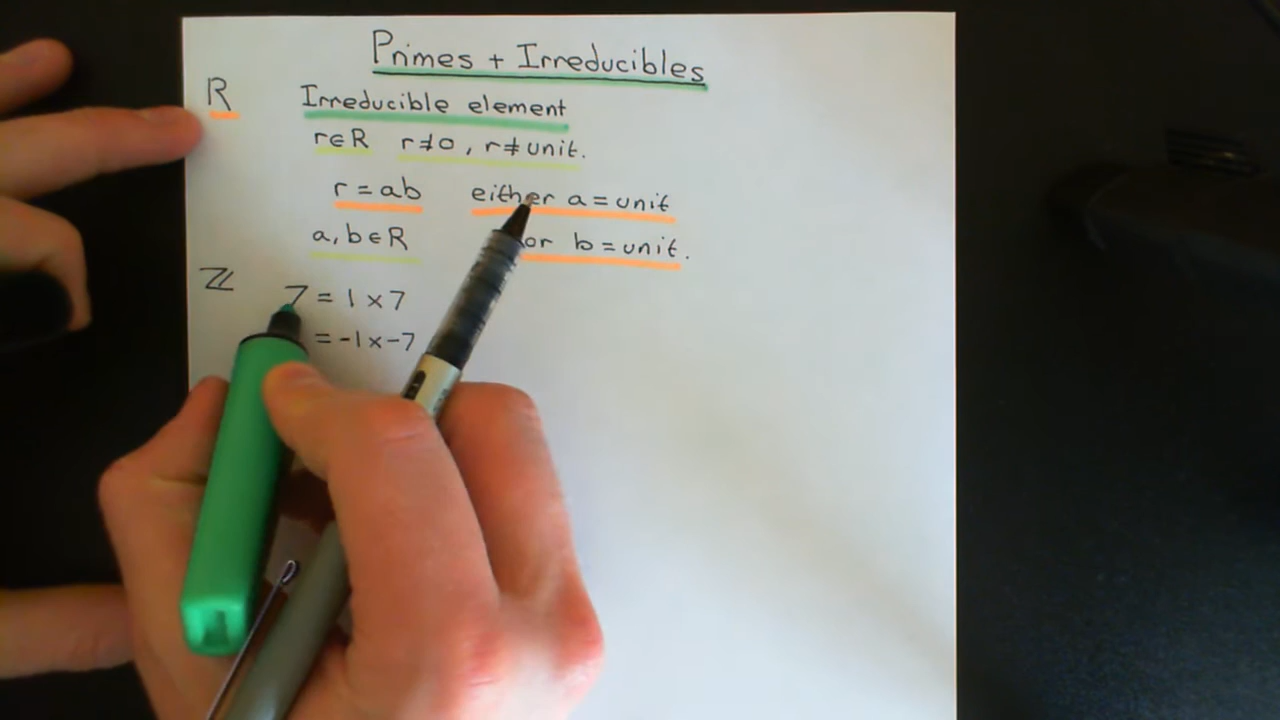 Primes + Irreducibles
R Irreducible element
r∈R r≠0, r≠unit.
r = ab either a = unit
a, b ∈ R or b = unit.
ℤ 7 = 1 × 7
= -1 × -7